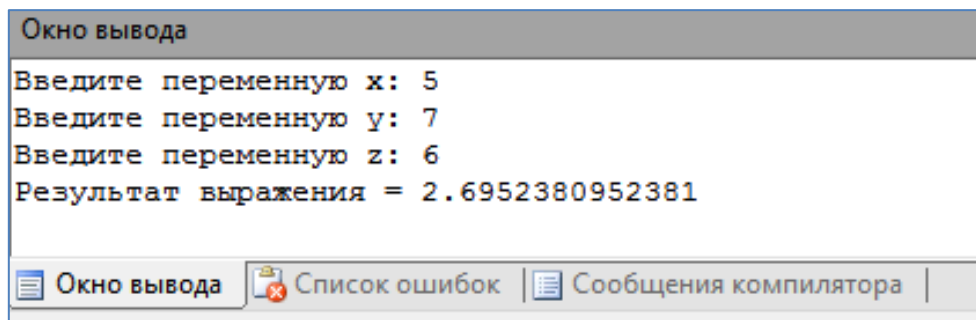 Окно вывода
Введите переменную x: 5
Введите переменную y: 7
Введите переменную z: 6
Результат выражения = 2.6952380952381
Окно вывода Список ошибок Сообщения компилятора